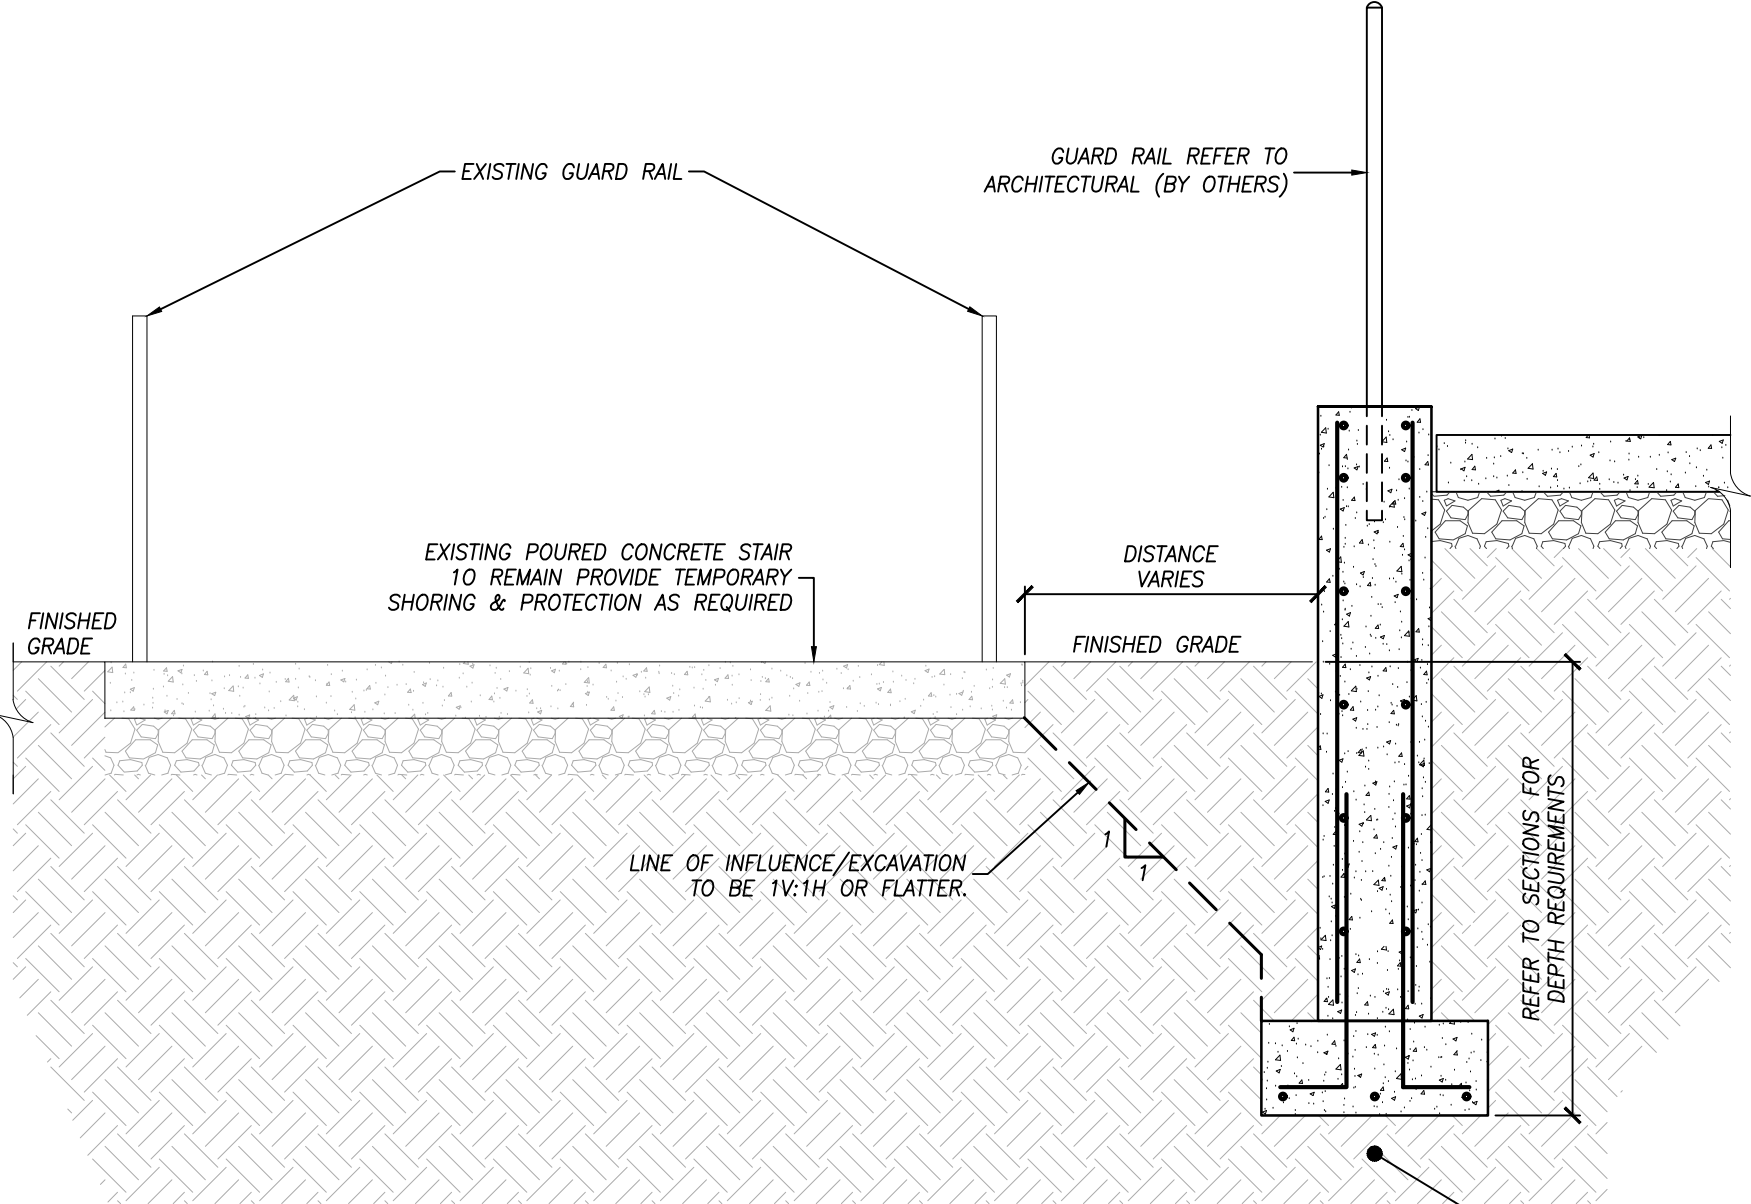 EXISTING GUARD RAIL
GUARD RAIL REFER TO
ARCHITECTURAL (BY OTHERS)
EXISTING POURED CONCRETE STAIR
10 REMAIN PROVIDE TEMPORARY
SHORING & PROTECTION AS REQUIRED
DISTANCE
VARIES
FINISHED
GRADE
FINISHED GRADE
LINE OF INFLUENCE/EXCAVATION
TO BE 1V:1H OR FLATTER.
1
1
REFER TO SECTIONS FOR
DEPTH REQUIREMENTS